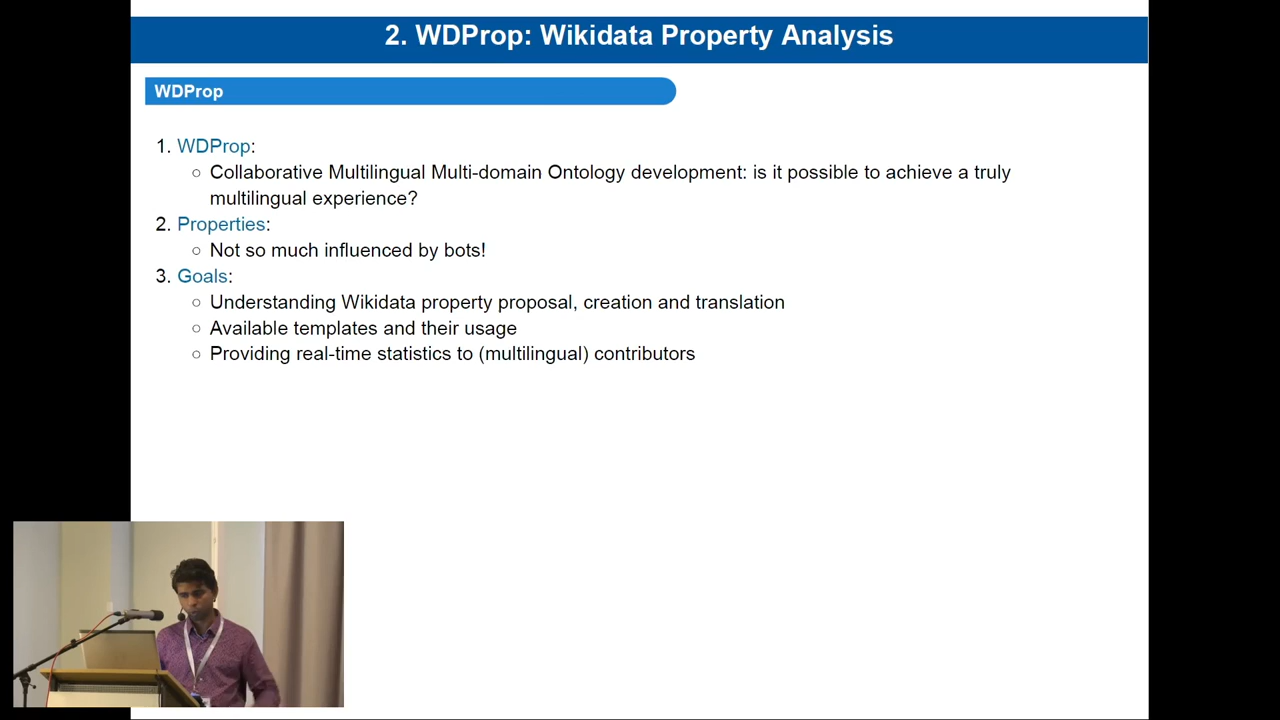 2. WDProp: Wikidata Property Analysis
WDProp
1. WDProp:
○ Collaborative Multilingual Multi-domain Ontology development: is it possible to achieve a truly
multilingual experience?
2. Properties:
○ Not so much influenced by bots!
3. Goals:
○ Understanding Wikidata property proposal, creation and translation
○ Available templates and their usage
○ Providing real-time statistics to (multilingual) contributors